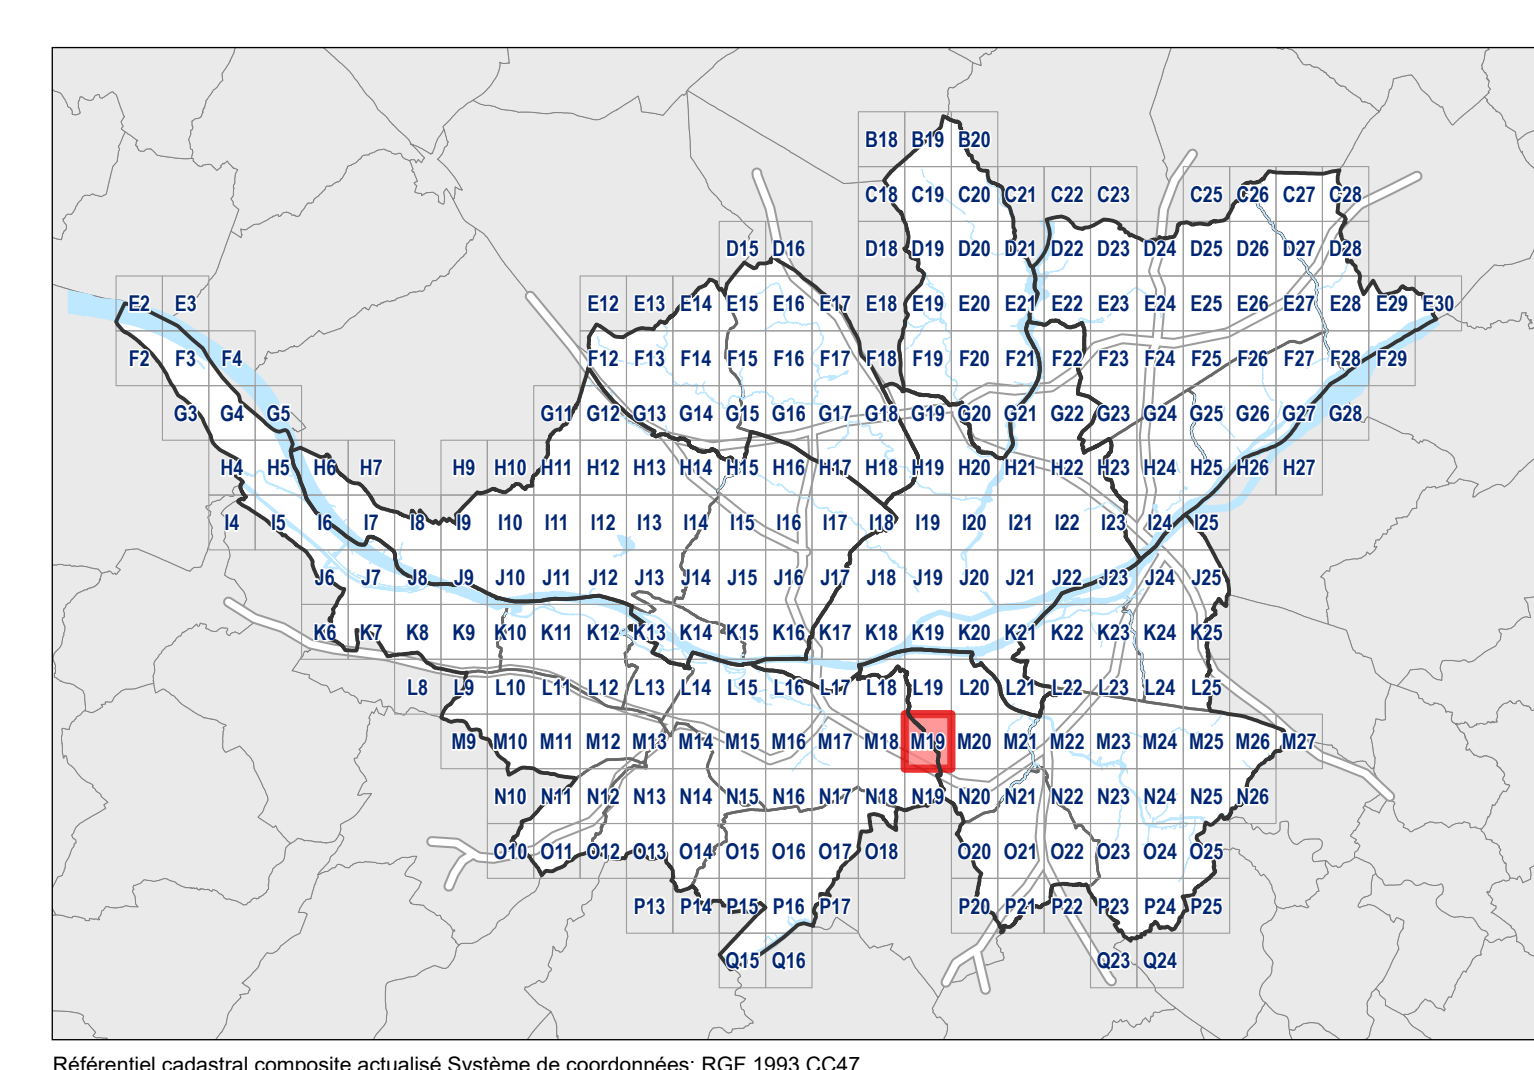 B18 B19 B20
C18 C19 C20 C21 C22 C23 C25 C26 C27 C28
D15 D16 D18 D19 D20 D21 D22 D23 D24 D25 D26 D27 D28
E2 E3 E12 E13 E14 E15 E16 E17 E18 E19 E20 E21 E22 E23 E24 E25 E26 E27 E28 E29 E30
F2 F3 F4 F12 F13 F14 F15 F16 F17 F18 F19 F20 F21 F22 F23 F24 F25 F26 F27 F28 F29
G3 G4 G5 G11 G12 G13 G14 G15 G16 G17 G18 G19 G20 G21 G22 G23 G24 G25 G26 G27 G28
H4 H5 H6 H7 H9 H10 H11 H12 H13 H14 H15 H16 H17 H18 H19 H20 H21 H22 H23 H24 H25 H26 H27
I4 I5 I6 I7 I8 I9 I10 I11 I12 I13 I14 I15 I16 I17 I18 I19 I20 I21 I22 I23 I24 I25
J6 J7 J8 J9 J10 J11 J12 J13 J14 J15 J16 J17 J18 J19 J20 J21 J22 J23 J24 J25
K6 K7 K8 K9 K10 K11 K12 K13 K14 K15 K16 K17 K18 K19 K20 K21 K22 K23 K24 K25
L8 L9 L10 L11 L12 L13 L14 L15 L16 L17 L18 L19 L20 L21 L22 L23 L24 L25
M9 M10 M11 M12 M13 M14 M15 M16 M17 M18 M19 M20 M21 M22 M23 M24 M25 M26 M27
N10 N11 N12 N13 N14 N15 N16 N17 N18 N19 N20 N21 N22 N23 N24 N25 N26
O10 O11 O12 O13 O14 O15 O16 O17 O18 O20 O21 O22 O23 O24 O25
P13 P14 P15 P16 P17 P20 P21 P22 P23 P24 P25
Q15 Q16 Q23 Q24
Référentiel cadastral composite actualisé Système de coordonnées: RGF 1993 CC47